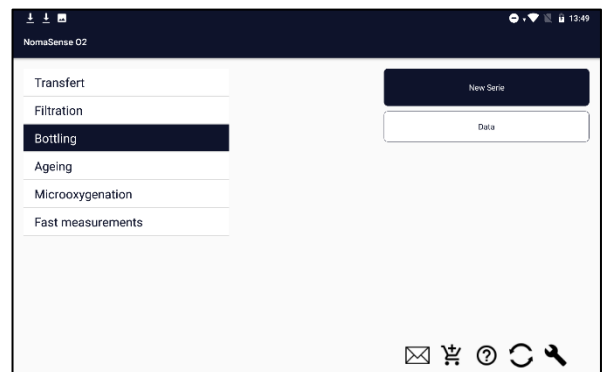 13:49
NomaSense O2
Transfert
Filtration
Bottling
Ageing
Microoxygenation
Fast measurements
New Serie
Data